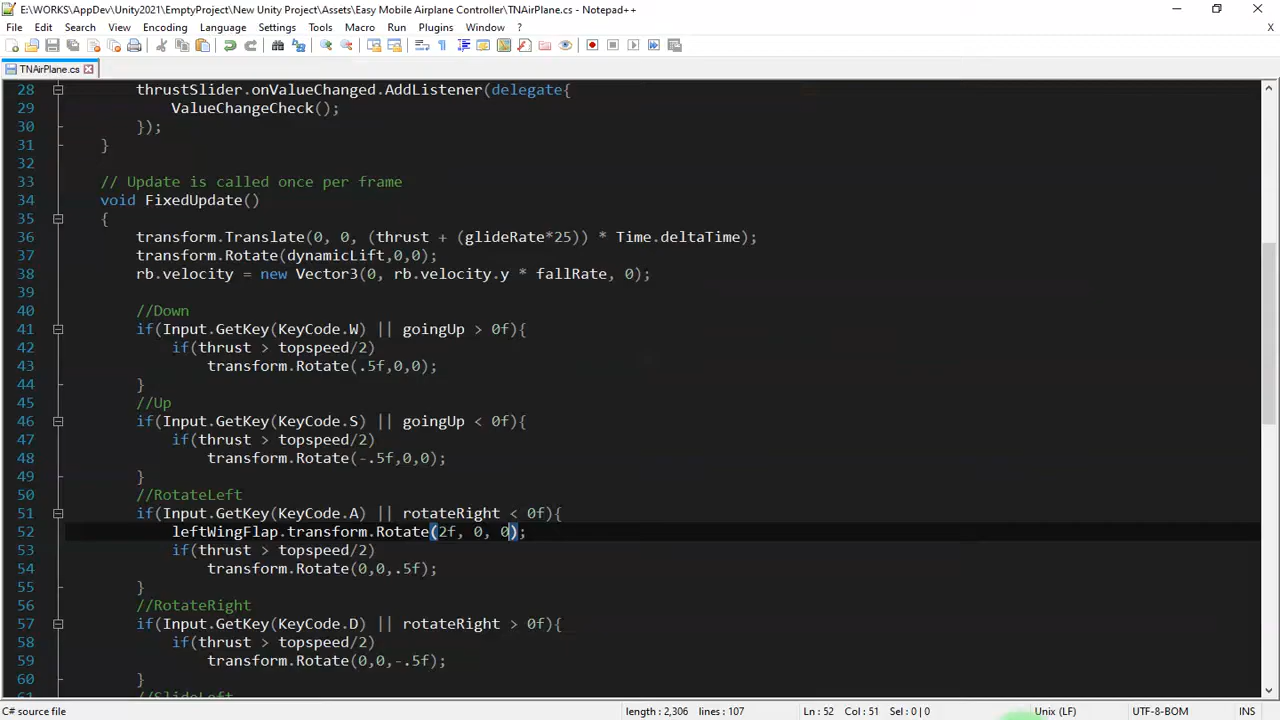 E:\WORKS\AppDev\Unity2021\EmptyProject\New Unity Project\Assets\Easy Mobile Airplane Controller\TNAirPlane.cs - Notepad++
File Edit Search View Encoding Language Settings Tools Macro Run Plugins Window ?
X
TNAirPlane.cs
28 thrustSlider.onValueChanged.AddListener(delegate{
29 ValueChangeCheck();
30 });
31 }
32
33 // Update is called once per frame
34 void FixedUpdate()
35 {
36 transform.Translate(0, 0, (thrust + (glideRate*25)) * Time.deltaTime);
37 transform.Rotate(dynamicLift,0,0);
38 rb.velocity = new Vector3(0, rb.velocity.y * fallRate, 0);
39
40 //Down
41 if(Input.GetKey(KeyCode.W) || goingUp > 0f){
42 if(thrust > topspeed/2)
43 transform.Rotate(.5f,0,0);
44 }
45 //Up
46 if(Input.GetKey(KeyCode.S) || goingUp < 0f){
47 if(thrust > topspeed/2)
48 transform.Rotate(-.5f,0,0);
49 }
50 //RotateLeft
51 if(Input.GetKey(KeyCode.A) || rotateRight < 0f){
52 leftWingFlap.transform.Rotate(2f, 0, 0);
53 if(thrust > topspeed/2)
54 transform.Rotate(0,0,.5f);
55 }
56 //RotateRight
57 if(Input.GetKey(KeyCode.D) || rotateRight > 0f){
58 if(thrust > topspeed/2)
59 transform.Rotate(0,0,-.5f);
60 }
61 //SlideLeft
C# source file length : 2,306 lines : 107 Ln : 52 Col : 51 Sel : 0 | 0 Unix (LF) UTF-8-BOM INS